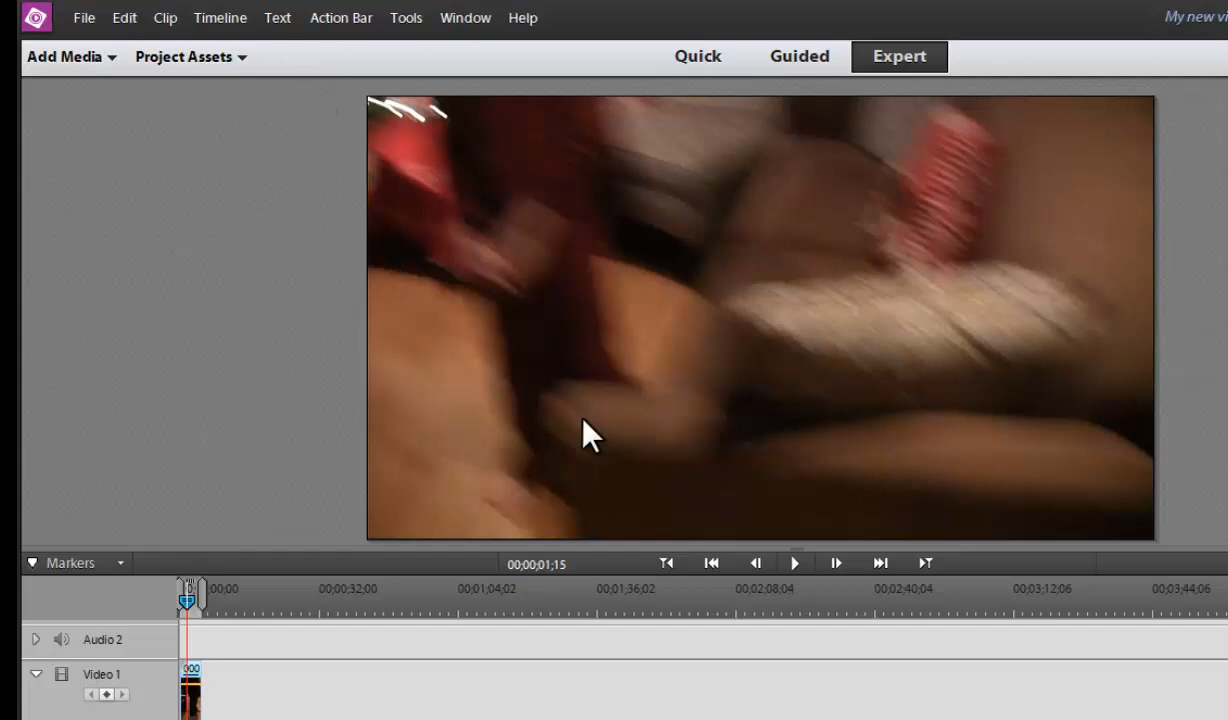 File Edit Clip Timeline Text Action Bar Tools Window Help
My new vi
Add Media Project Assets Quick Guided Expert
Markers 00;00;01;15
;00;00 00;00;32;00 00;01;04;02 00;01;36;02 00;02;08;04 00;02;40;04 00;03;12;06 00;03;44;06
Audio 2
Video 1 000